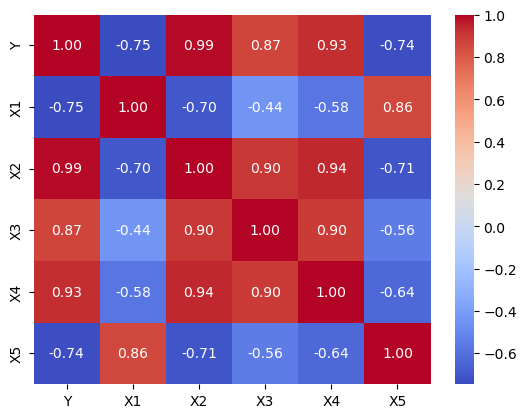 Y 1.00 -0.75 0.99 0.87 0.93 -0.74
X1 -0.75 1.00 -0.70 -0.44 -0.58 0.86
X2 0.99 -0.70 1.00 0.90 0.94 -0.71
X3 0.87 -0.44 0.90 1.00 0.90 -0.56
X4 0.93 -0.58 0.94 0.90 1.00 -0.64
X5 -0.74 0.86 -0.71 -0.56 -0.64 1.00
Y X1 X2 X3 X4 X5
1.0
0.8
0.6
0.4
0.2
0.0
−0.2
−0.4
−0.6